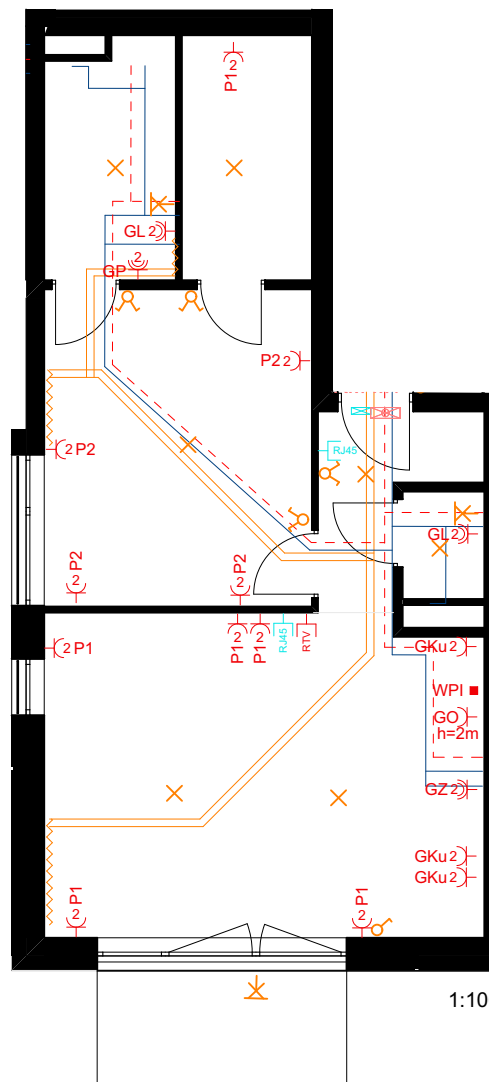 P1 2
GL 2
2
GP
P2 2
RJ45
2 P2
GL 2
P2
2
P2
2
2 P1
P1 2
P1 2
RJ45
RTV
GKu 2
WPI
GO
h=2m
GZ 2
GKu 2
GKu 2
P1
2
P1
2
1:10